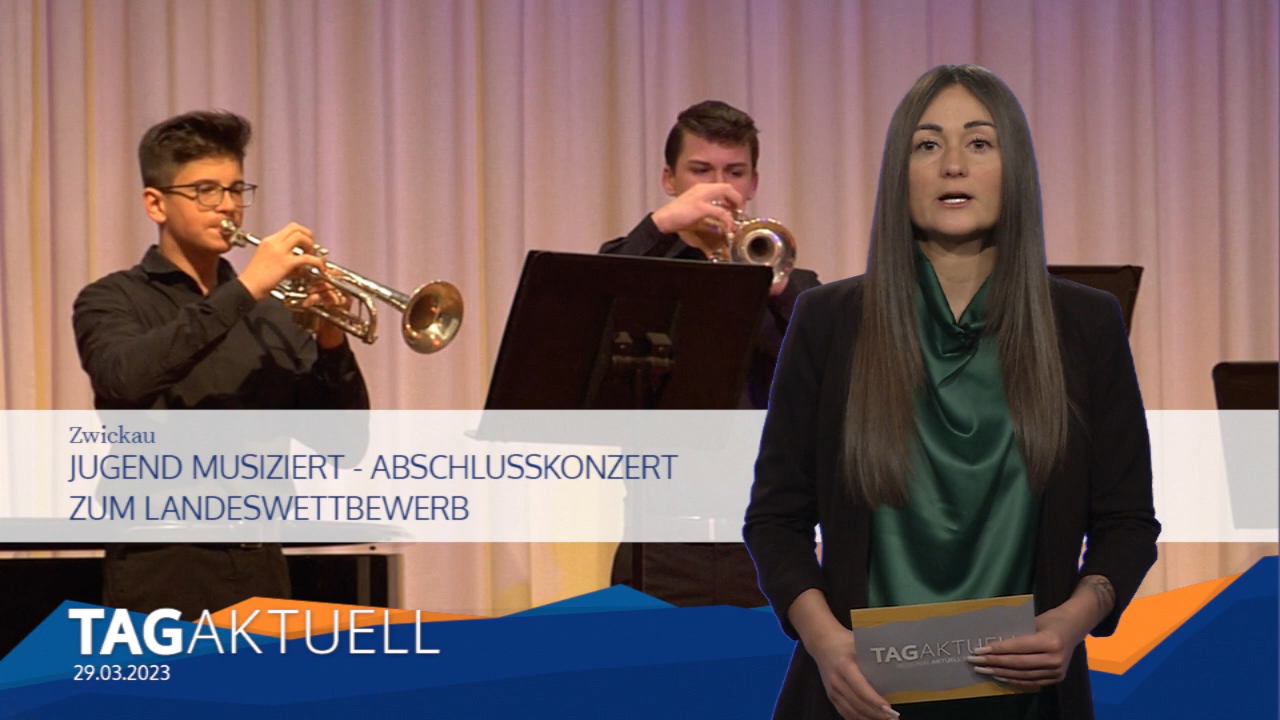 Zwickau
JUGEND MUSIZIERT - ABSCHLUSSKONZERT
ZUM LANDESWETTBEWERB
TAGAKTUELL
29.03.2023
TAGAKTUELL